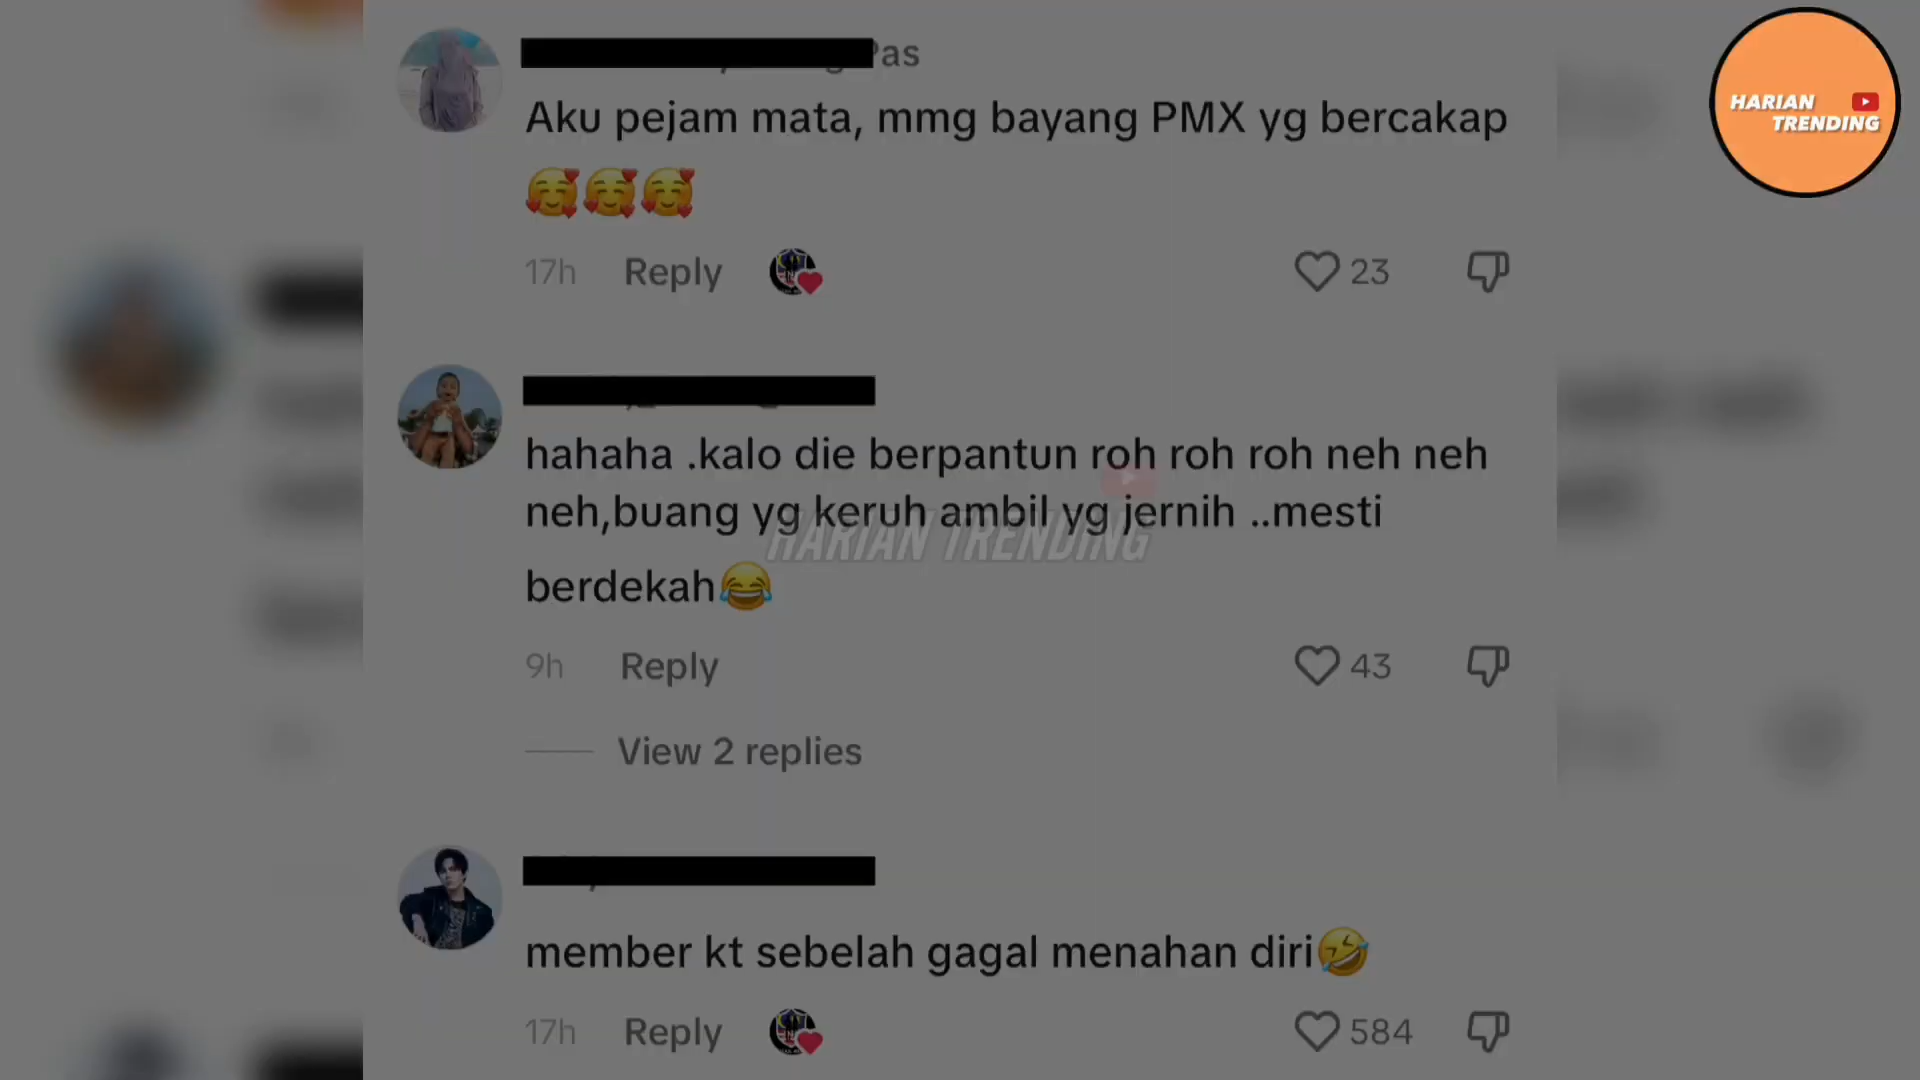 as
Aku pejam mata, mmg bayang PMX yg bercakap
🥰🥰🥰
17h Reply 23
hahaha .kalo die berpantun roh roh roh neh neh
neh,buang yg keruh ambil yg jernih ..mesti
berdekah😂
9h Reply 43
View 2 replies
member kt sebelah gagal menahan diri🤣
17h Reply 584
HARIAN TRENDING
HARIAN
TRENDING